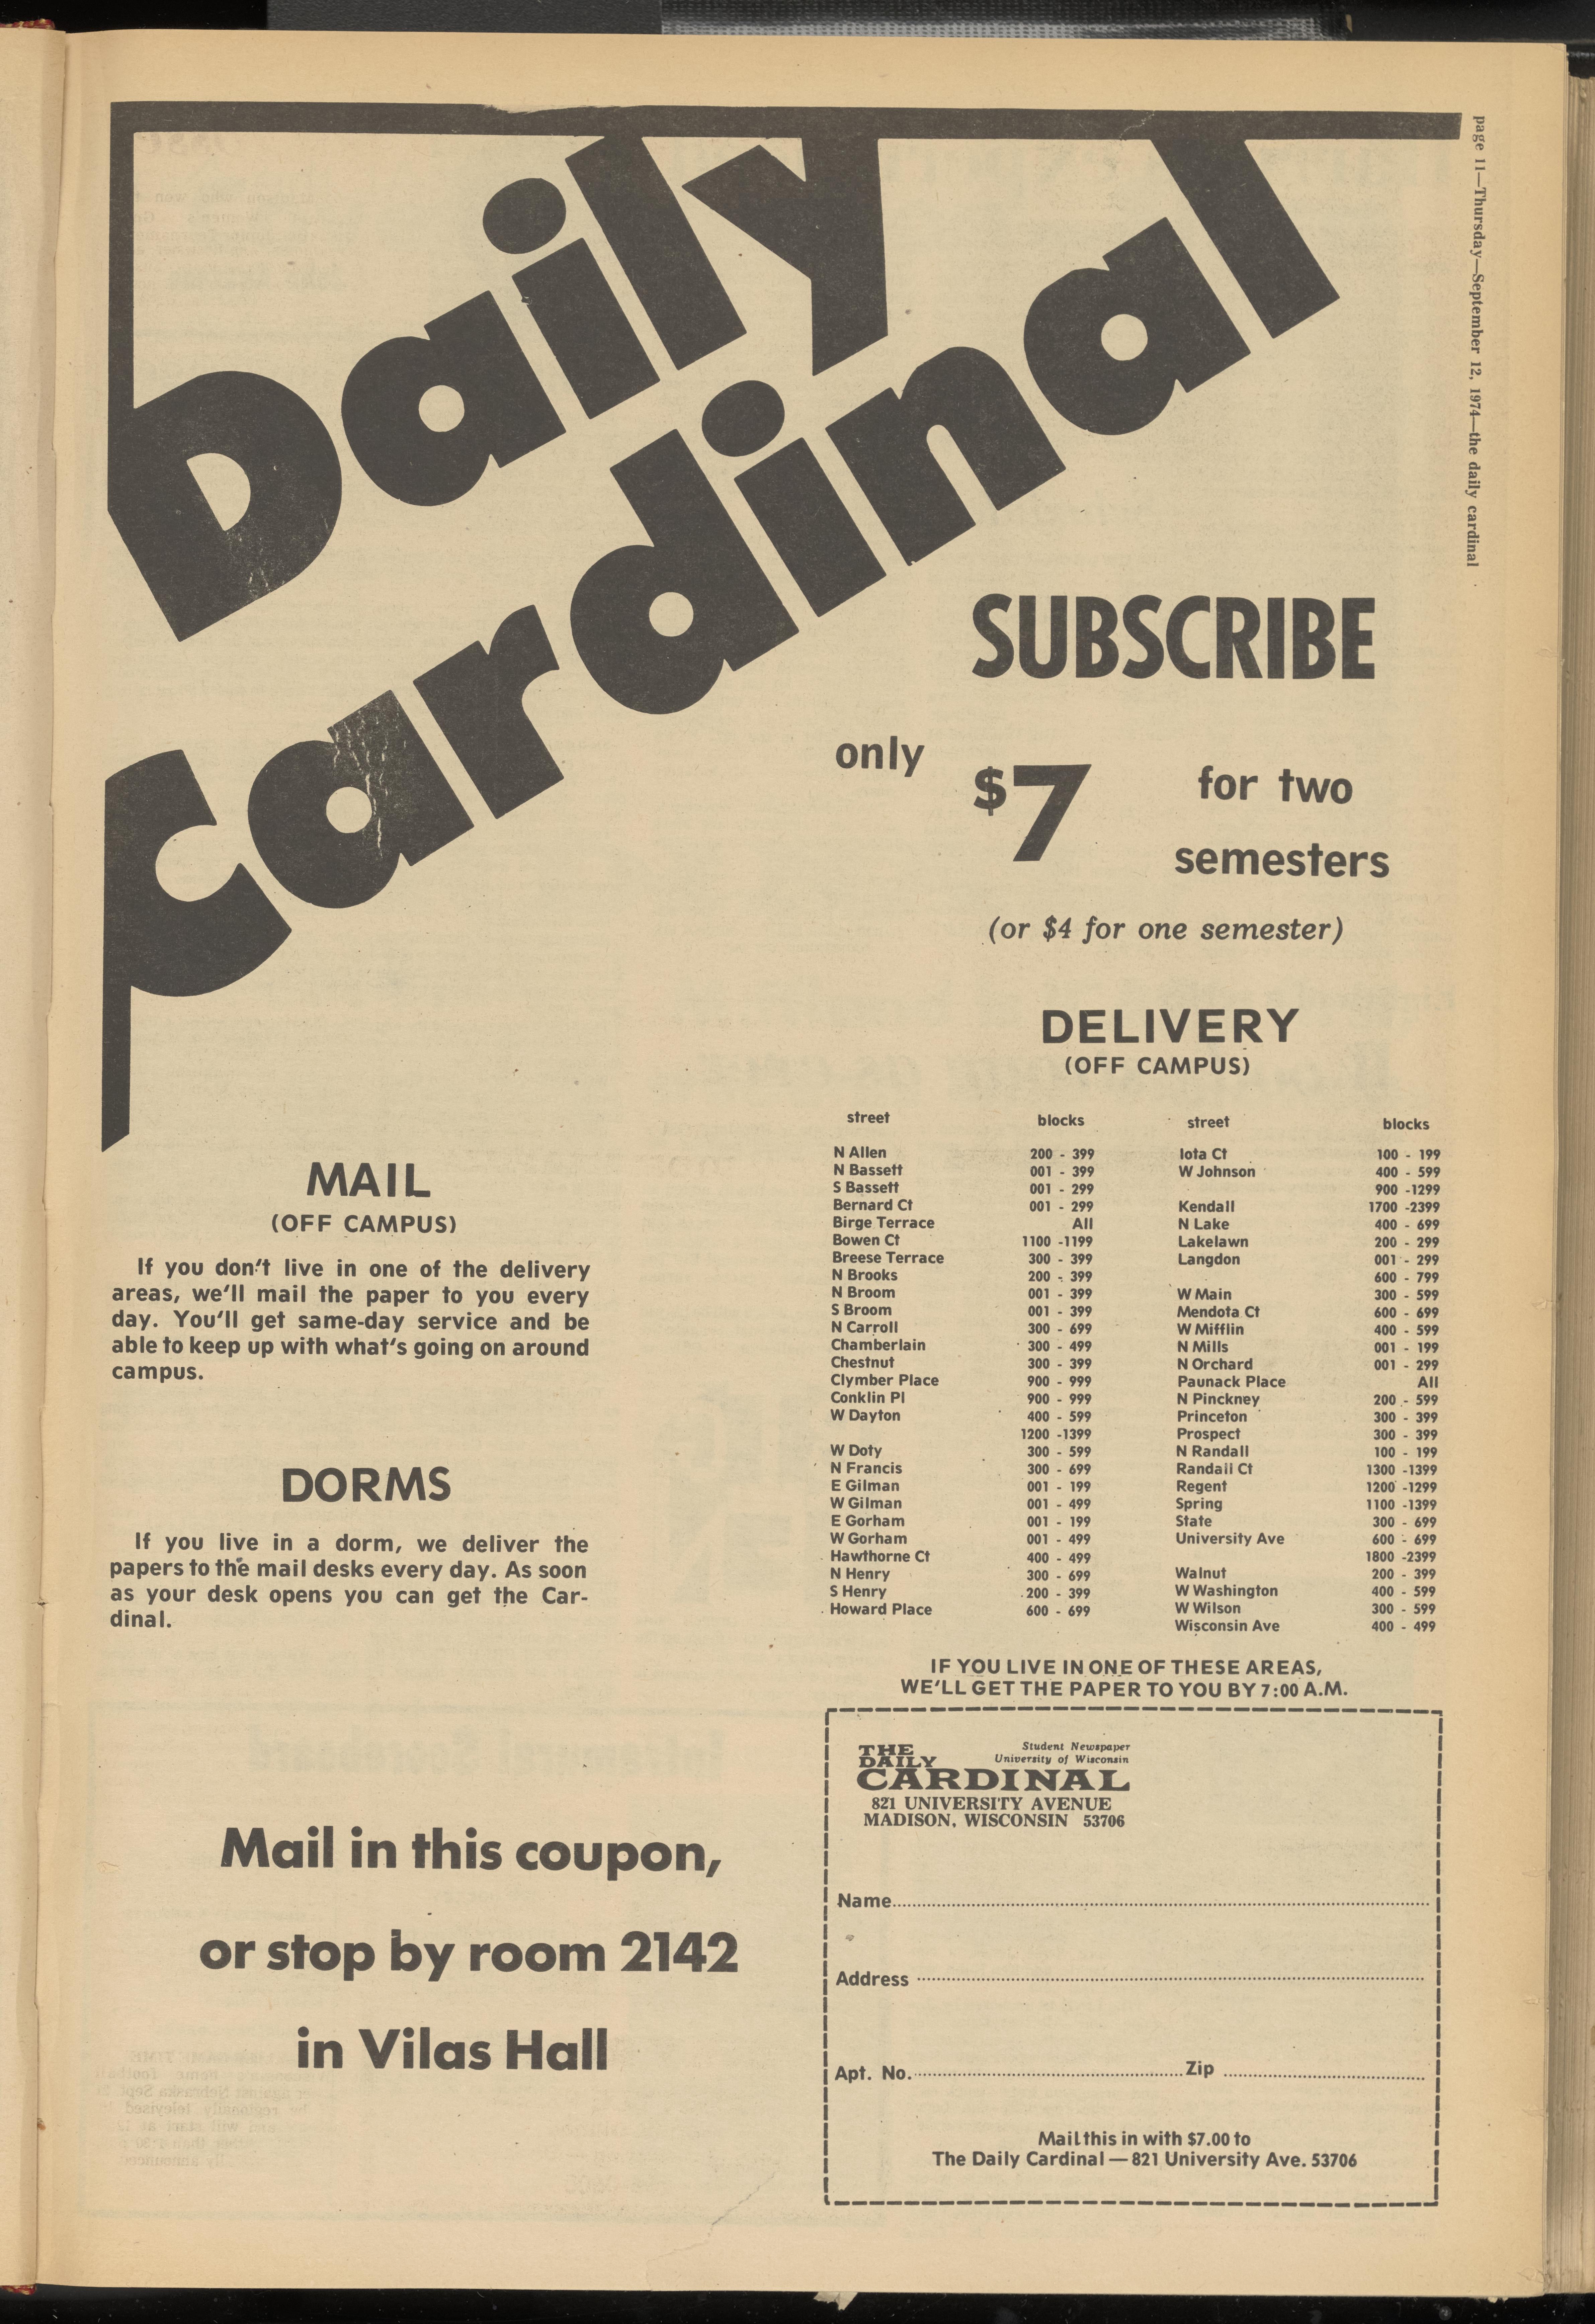 page 11—Thursday—September 12, 1974—the daily cardinal
Daily
Cardinal
SUBSCRIBE
only $7 for two
semesters
(or $4 for one semester)
MAIL
(OFF CAMPUS)
If you don't live in one of the delivery
areas, we'll mail the paper to you every
day. You'll get same-day service and be
able to keep up with what's going on around
campus.
DORMS
If you live in a dorm, we deliver the
papers to the mail desks every day. As soon
as your desk opens you can get the Car-
dinal.
Mail in this coupon,
or stop by room 2142
in Vilas Hall
DELIVERY
(OFF CAMPUS)
street blocks
N Allen 200 - 399
N Bassett 001 - 399
S Bassett 001 - 299
Bernard Ct 001 - 299
Birge Terrace All
Bowen Ct 1100 -1199
Breese Terrace 300 - 399
N Brooks 200 - 399
N Broom 001 - 399
S Broom 001 - 399
N Carroll 300 - 699
Chamberlain 300 - 499
Chestnut 300 - 399
Clymber Place 900 - 999
Conklin Pl 900 - 999
W Dayton 400 - 599
1200 -1399
W Doty 300 - 599
N Francis 300 - 699
E Gilman 001 - 199
W Gilman 001 - 499
E Gorham 001 - 199
W Gorham 001 - 499
Hawthorne Ct 400 - 499
N Henry 300 - 699
S Henry 200 - 399
Howard Place 600 - 699
street blocks
Iota Ct 100 - 199
W Johnson 400 - 599
900 -1299
Kendall 1700 -2399
N Lake 400 - 699
Lakelawn 200 - 299
Langdon 001 - 299
600 - 799
W Main 300 - 599
Mendota Ct 600 - 699
W Mifflin 400 - 599
N Mills 001 - 199
N Orchard 001 - 299
Paunack Place All
N Pinckney 200 - 599
Princeton 300 - 399
Prospect 300 - 399
N Randall 100 - 199
Randall Ct 1300 -1399
Regent 1200 -1299
Spring 1100 -1399
State 300 - 699
University Ave 600 - 699
1800 -2399
Walnut 200 - 399
W Washington 400 - 599
W Wilson 300 - 599
Wisconsin Ave 400 - 499
IF YOU LIVE IN ONE OF THESE AREAS,
WE'LL GET THE PAPER TO YOU BY 7:00 A.M.
THE
DAILY
CARDINAL
Student Newspaper
University of Wisconsin
821 UNIVERSITY AVENUE
MADISON, WISCONSIN 53706
Name
Address
Apt. No. Zip
Mail this in with $7.00 to
The Daily Cardinal — 821 University Ave. 53706